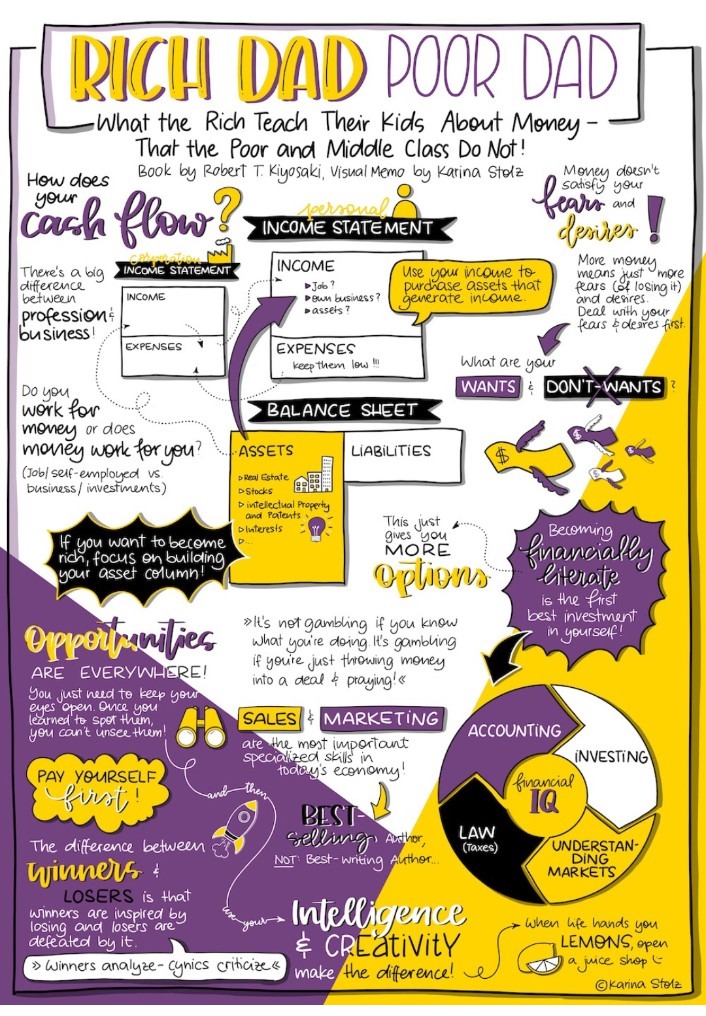 RICH DAD POOR DAD
What the Rich Teach Their Kids About Money -
That the Poor and Middle Class Do Not!
Book by Robert T. Kiyosaki, Visual Memo by Karina Stolz
How does
your
cash flow?
There's a big
difference
between
profession &
business!
corporation
INCOME STATEMENT
INCOME
EXPENSES
personal
INCOME STATEMENT
INCOME
▷ Job?
▷ own business?
▷ assets?
EXPENSES
keep them low !!!
Use your income to
purchase assets that
generate income.
Money doesn't
satisfy your
fears and
desires!
More money
means just more
fears (of losing it)
and desires.
Deal with your
fears & desires first.
What are your
WANTS & DON'T-WANTS ?
Do you
work for
money or does
money work for you?
(Job/self-employed vs
business/investments)
BALANCE SHEET
ASSETS
▷ Real Estate
▷ Stocks
▷ intellectual Property
and Patents
▷ Interests
▷ ...
LIABILITIES
$
$
$
If you want to become
rich, focus on building
your asset column!
This just
gives you
MORE
options
Becoming
financially
literate
is the first
best investment
in yourself!
Opportunities
ARE EVERYWHERE!
You just need to keep your
eyes open. Once you
learned to spot them,
you can't unsee them!
»It's not gambling if you know
what you're doing. It's gambling
if you're just throwing money
into a deal & praying!«
SALES & MARKETING
are the most important
specialized skills in
today's economy!
ACCOUNTING
INVESTING
financial
IQ
LAW
(Taxes)
UNDERSTAN-
DING
MARKETS
PAY YOURSELF
first!
and then
BEST-
Selling Author,
NOT: Best-writing Author...
The difference between
winners &
LOSERS is that
winners are inspired by
losing and losers are
defeated by it.
» Winners analyze - cynics criticize «
use your
Intelligence
& CREAtiViTY
make the difference!
When life hands you
LEMONS, open
a juice shop
©Karina Stolz